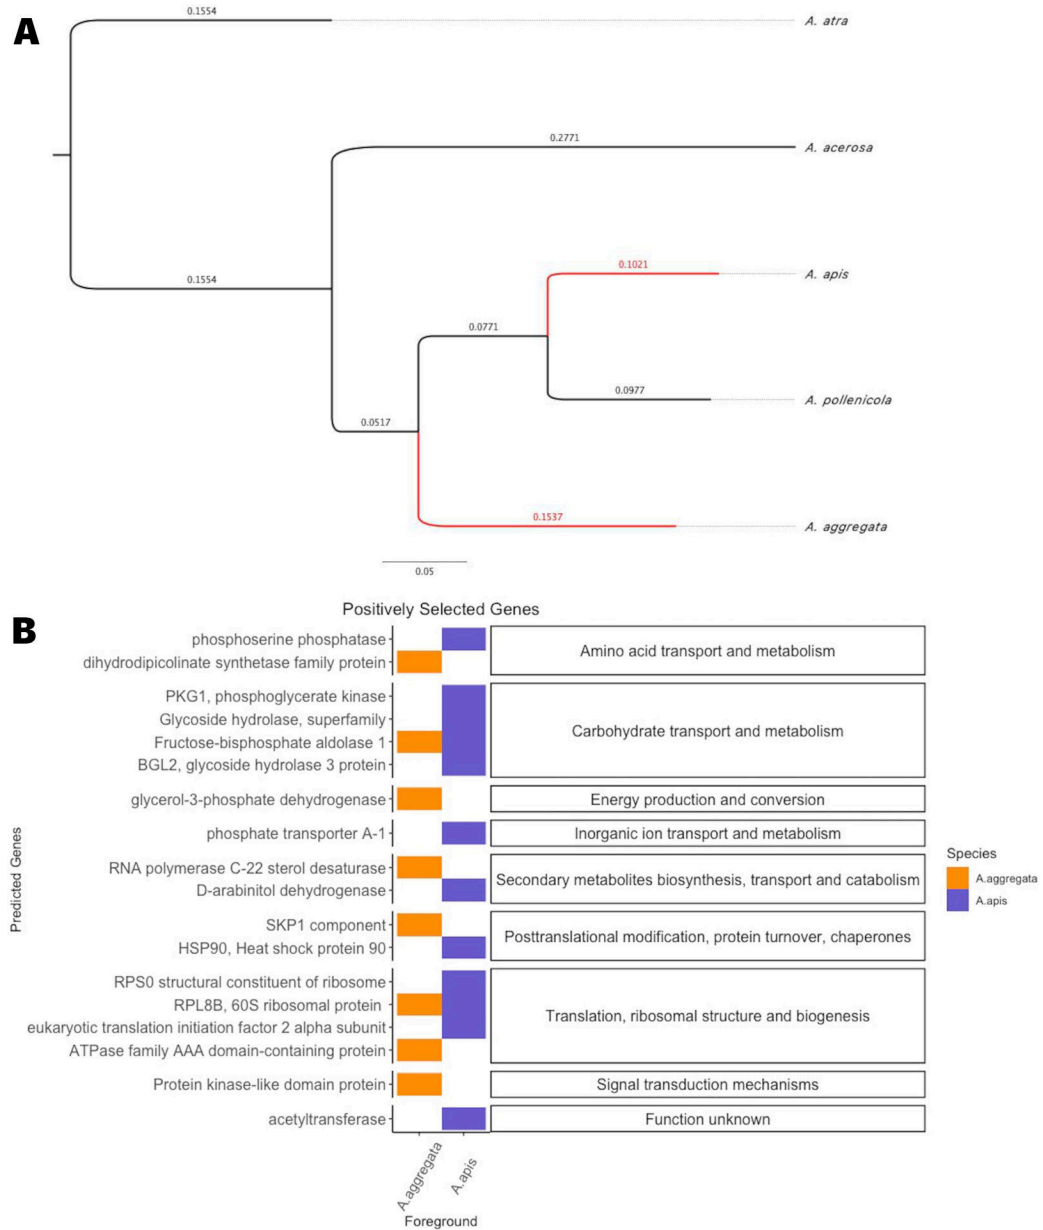 A
0.1554
A. atra
0.2771
A. acerosa
0.1021
A. apis
0.1554
0.0771
0.0977
A. pollenicola
0.0517
0.1537
A. aggregata
0.05
B
Positively Selected Genes
Predicted Genes
phosphoserine phosphatase
dihydrodipicolinate synthetase family protein
Amino acid transport and metabolism
PKG1, phosphoglycerate kinase
Glycoside hydrolase, superfamily
Fructose-bisphosphate aldolase 1
BGL2, glycoside hydrolase 3 protein
Carbohydrate transport and metabolism
glycerol-3-phosphate dehydrogenase
Energy production and conversion
phosphate transporter A-1
Inorganic ion transport and metabolism
RNA polymerase C-22 sterol desaturase
D-arabinitol dehydrogenase
Secondary metabolites biosynthesis, transport and catabolism
SKP1 component
HSP90, Heat shock protein 90
Posttranslational modification, protein turnover, chaperones
RPS0 structural constituent of ribosome
RPL8B, 60S ribosomal protein
eukaryotic translation initiation factor 2 alpha subunit
ATPase family AAA domain-containing protein
Translation, ribosomal structure and biogenesis
Protein kinase-like domain protein
Signal transduction mechanisms
acetyltransferase
Function unknown
A.aggregata
A.apis
Foreground
Species
A.aggregata
A.apis